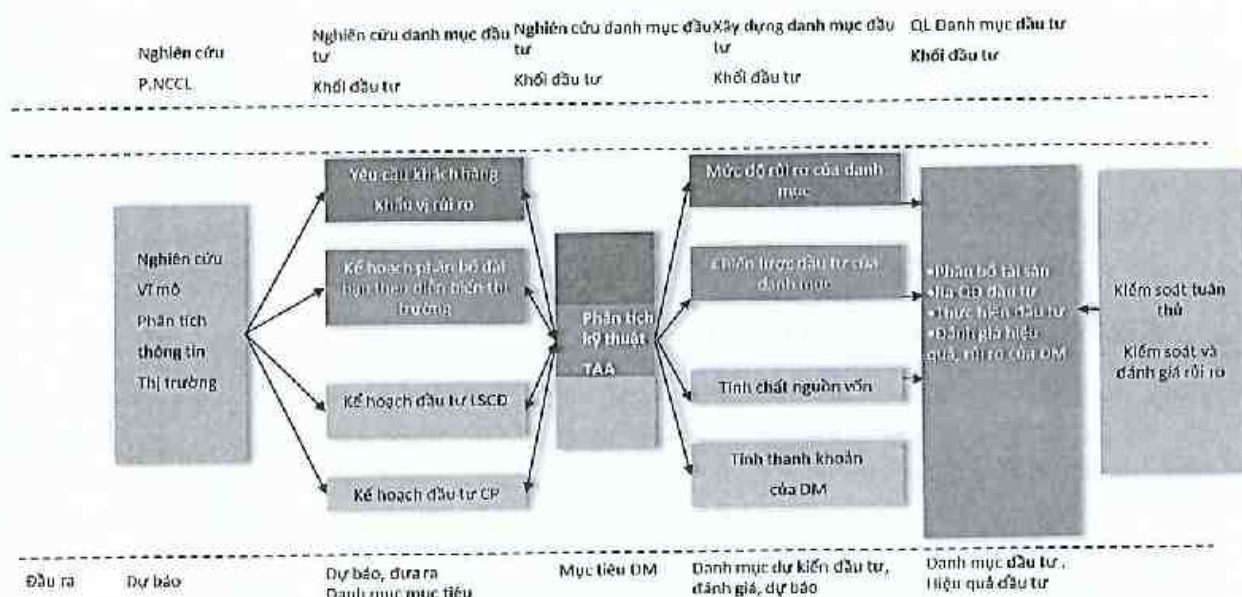 Nghiên cứu
P.NCCL
Nghiên cứu danh mục đầu
tư
Khối đầu tư
Nghiên cứu danh mục đầu
tư
Khối đầu tư
Xây dựng danh mục đầu
tư
Khối đầu tư
QL Danh mục đầu tư
Khối đầu tư
Nghiên cứu
Vĩ mô
Phân tích
thông tin
Thị trường
Yêu cầu khách hàng
Khẩu vị rủi ro
Kế hoạch phân bổ dài
hạn theo diễn biến thị
trường
Kế hoạch đầu tư LSCĐ
Kế hoạch đầu tư CP
Phân tích
kỹ thuật
TAA
Mức độ rủi ro của danh
mục
Chiến lược đầu tư của
danh mục
Tính chất nguồn vốn
Tính thanh khoản
của DM
•Phân bổ tài sản
•Ra QĐ đầu tư
•Thực hiện đầu tư
•Đánh giá hiệu
quả, rủi ro của DM
Kiểm soát tuân
thủ
Kiểm soát và
đánh giá rủi ro
Đầu ra
Dự báo
Dự báo, đưa ra
Danh mục mục tiêu
Mục tiêu DM
Danh mục dự kiến đầu tư,
đánh giá, dự báo
Danh mục đầu tư,
Hiệu quả đầu tư